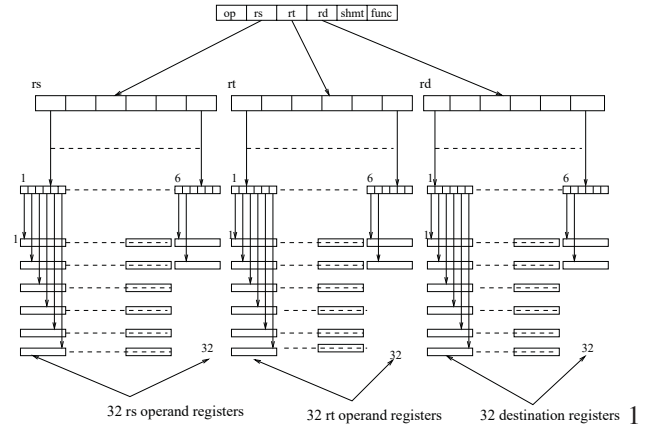 op rs rt rd shmt func
rs rt rd
1 6 1 6 1 6
1 1 1
32 32 32
32 rs operand registers 32 rt operand registers 32 destination registers 1